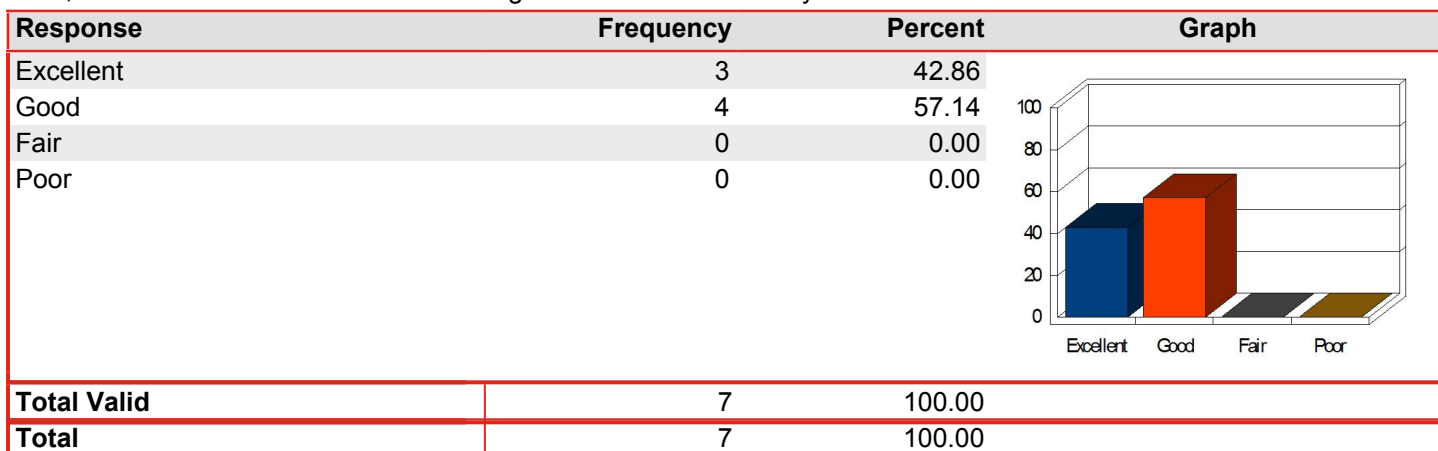 Response Frequency Percent Graph
Excellent 3 42.86
Good 4 57.14
Fair 0 0.00
Poor 0 0.00
100
80
60
40
20
0
Excellent Good Fair Poor
Total Valid 7 100.00
Total 7 100.00